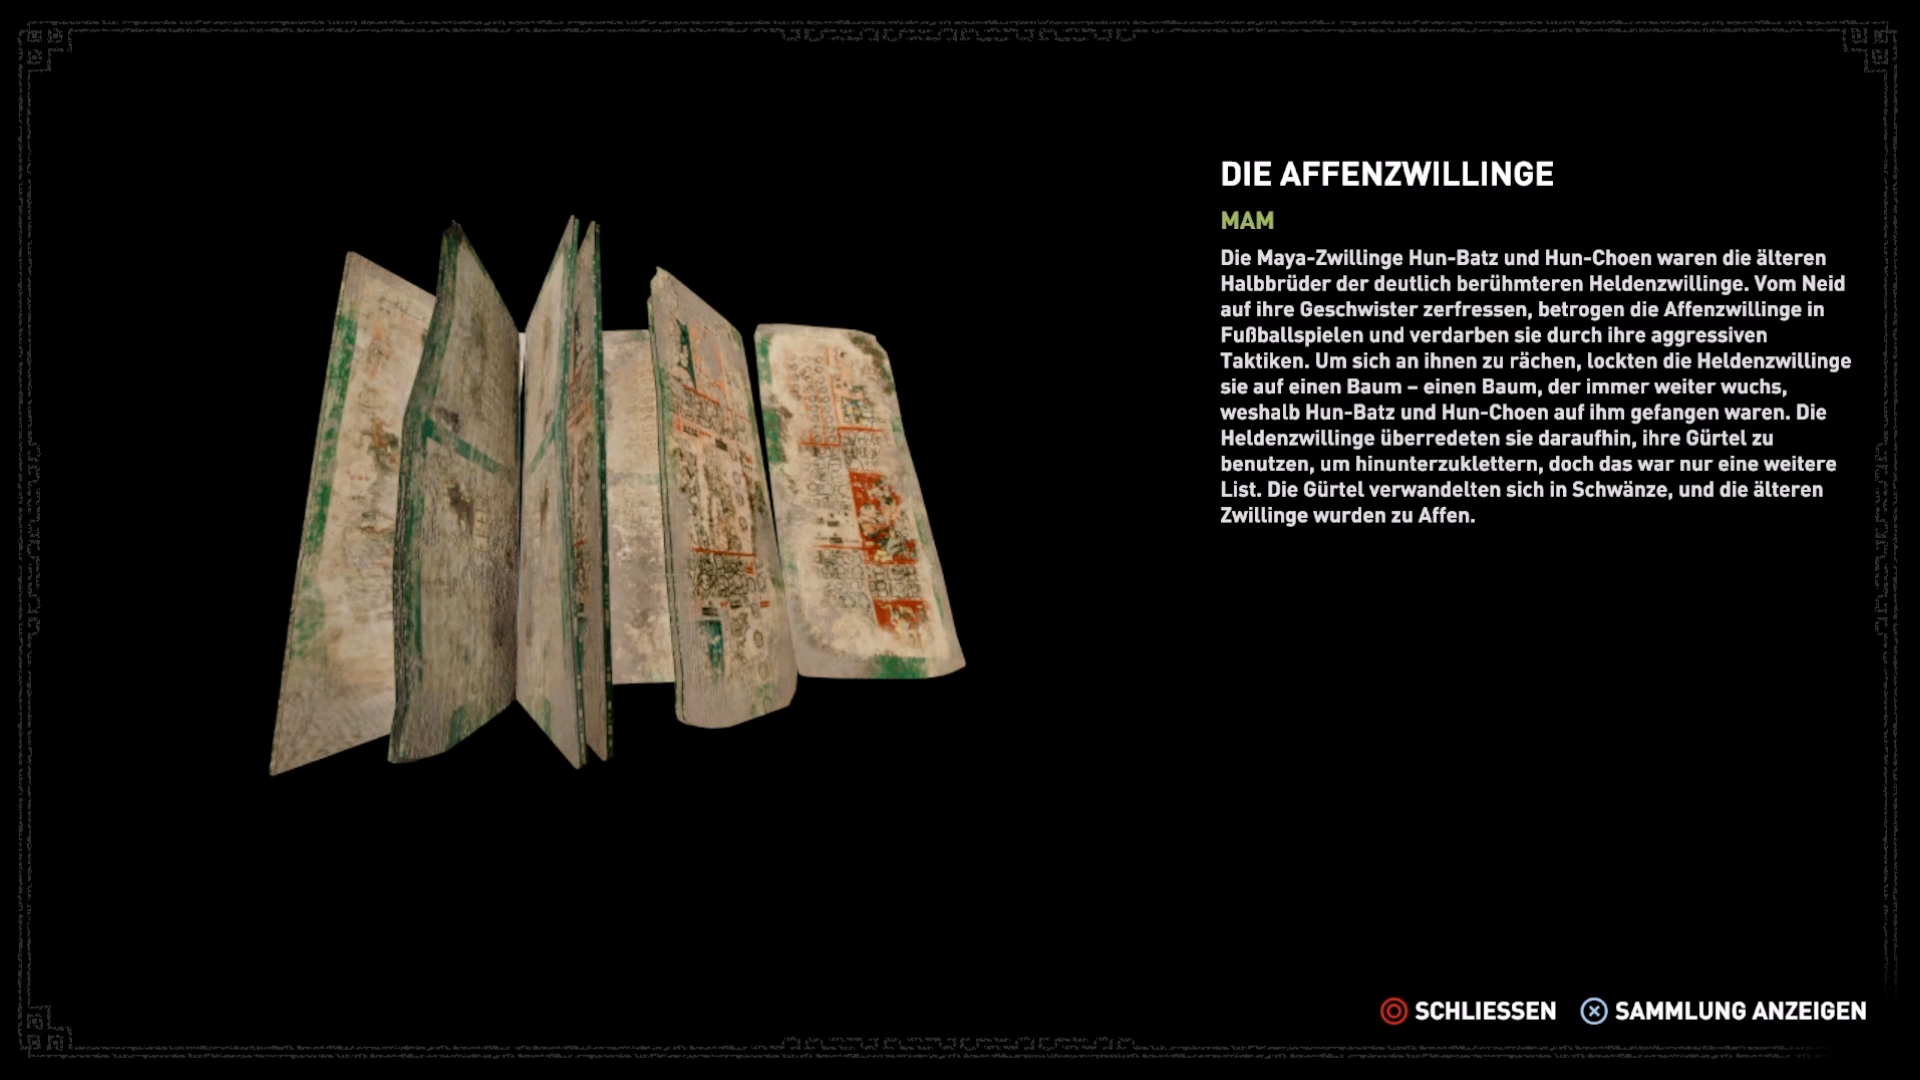 DIE AFFENZWILLINGE
MAM
Die Maya-Zwillinge Hun-Batz und Hun-Choen waren die älteren
Halbbrüder der deutlich berühmteren Heldenzwillinge. Vom Neid
auf ihre Geschwister zerfressen, betrogen die Affenzwillinge in
Fußballspielen und verdarben sie durch ihre aggressiven
Taktiken. Um sich an ihnen zu rächen, lockten die Heldenzwillinge
sie auf einen Baum – einen Baum, der immer weiter wuchs,
weshalb Hun-Batz und Hun-Choen auf ihm gefangen waren. Die
Heldenzwillinge überredeten sie daraufhin, ihre Gürtel zu
benutzen, um hinunterzuklettern, doch das war nur eine weitere
List. Die Gürtel verwandelten sich in Schwänze, und die älteren
Zwillinge wurden zu Affen.
SCHLIESSEN SAMMLUNG ANZEIGEN